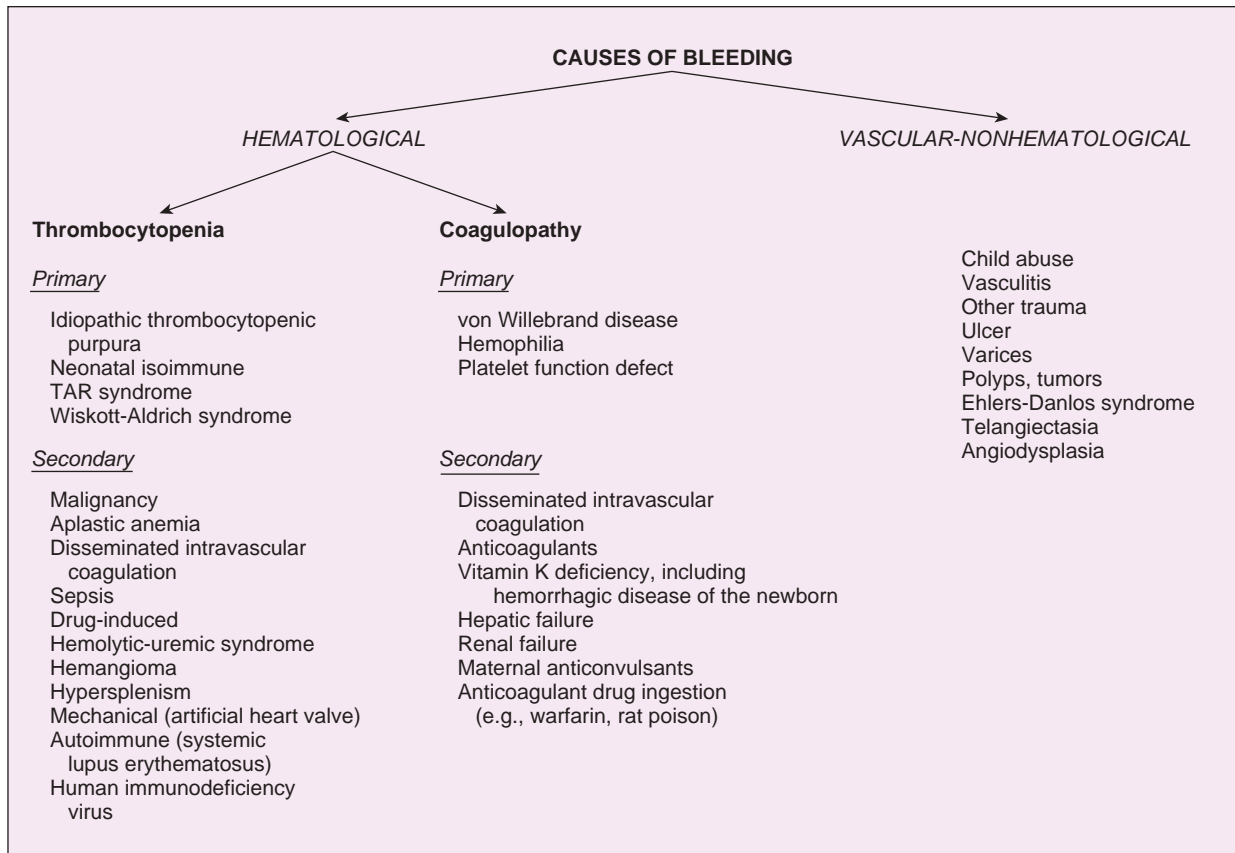 CAUSES OF BLEEDING
HEMATOLOGICAL
VASCULAR-NONHEMATOLOGICAL
Thrombocytopenia
Primary
Idiopathic thrombocytopenic
purpura
Neonatal isoimmune
TAR syndrome
Wiskott-Aldrich syndrome
Secondary
Malignancy
Aplastic anemia
Disseminated intravascular
coagulation
Sepsis
Drug-induced
Hemolytic-uremic syndrome
Hemangioma
Hypersplenism
Mechanical (artificial heart valve)
Autoimmune (systemic
lupus erythematosus)
Human immunodeficiency
virus
Coagulopathy
Primary
von Willebrand disease
Hemophilia
Platelet function defect
Secondary
Disseminated intravascular
coagulation
Anticoagulants
Vitamin K deficiency, including
hemorrhagic disease of the newborn
Hepatic failure
Renal failure
Maternal anticonvulsants
Anticoagulant drug ingestion
(e.g., warfarin, rat poison)
Child abuse
Vasculitis
Other trauma
Ulcer
Varices
Polyps, tumors
Ehlers-Danlos syndrome
Telangiectasia
Angiodysplasia